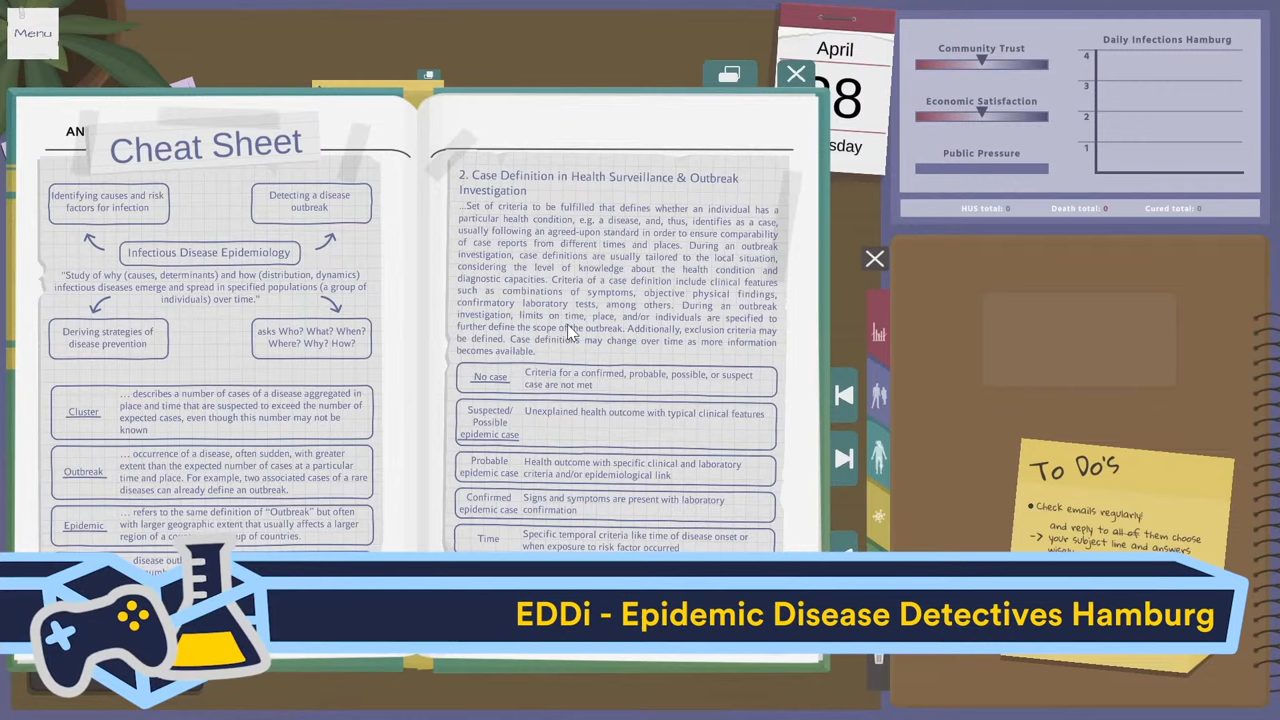 Menu
April
28
sday
Community Trust
Economic Satisfaction
Public Pressure
Daily Infections Hamburg
4
3
2
1
HUS total: 0
Death total: 0
Cured total: 0
AN
Cheat Sheet
Identifying causes and risk
factors for infection
Detecting a disease
outbreak
Infectious Disease Epidemiology
"Study of why (causes, determinants) and how (distribution, dynamics)
infectious diseases emerge and spread in specified populations (a group of
individuals) over time."
Deriving strategies of
disease prevention
asks Who? What? When?
Where? Why? How?
Cluster
... describes a number of cases of a disease aggregated in
place and time that are suspected to exceed the number of
expected cases, even though this number may not be
known
Outbreak
... occurrence of a disease, often sudden, with greater
extent than the expected number of cases at a particular
time and place. For example, two associated cases of a rare
diseases can already define an outbreak.
Epidemic
... refers to the same definition of "Outbreak" but often
with larger geographic extent that usually affects a larger
region of a group of countries.
2. Case Definition in Health Surveillance & Outbreak
Investigation
...Set of criteria to be fulfilled that defines whether an individual has a
particular health condition, e.g. a disease, and, thus, identifies as a case,
usually following an agreed-upon standard in order to ensure comparability
of case reports from different times and places. During an outbreak
investigation, case definitions are usually tailored to the local situation,
considering the level of knowledge about the health condition and
diagnostic capacities. Criteria of a case definition include clinical features
such as combinations of symptoms, objective physical findings,
confirmatory laboratory tests, among others. During an outbreak
investigation, limits on time, place, and/or individuals are specified to
further define the scope of the outbreak. Additionally, exclusion criteria may
be defined. Case definitions may change over time as more information
becomes available.
No case
Criteria for a confirmed, probable, possible, or suspect
case are not met
Suspected/
Possible
epidemic case
Unexplained health outcome with typical clinical features
Probable
epidemic case
Health outcome with specific clinical and laboratory
criteria and/or epidemiological link
Confirmed
epidemic case
Signs and symptoms are present with laboratory
confirmation
Time
Specific temporal criteria like time of disease onset or
when exposure to risk factor occurred
To Do's
• Check emails regularly!
-> and reply to all of them choose
your subject line and answers
EDDi - Epidemic Disease Detectives Hamburg